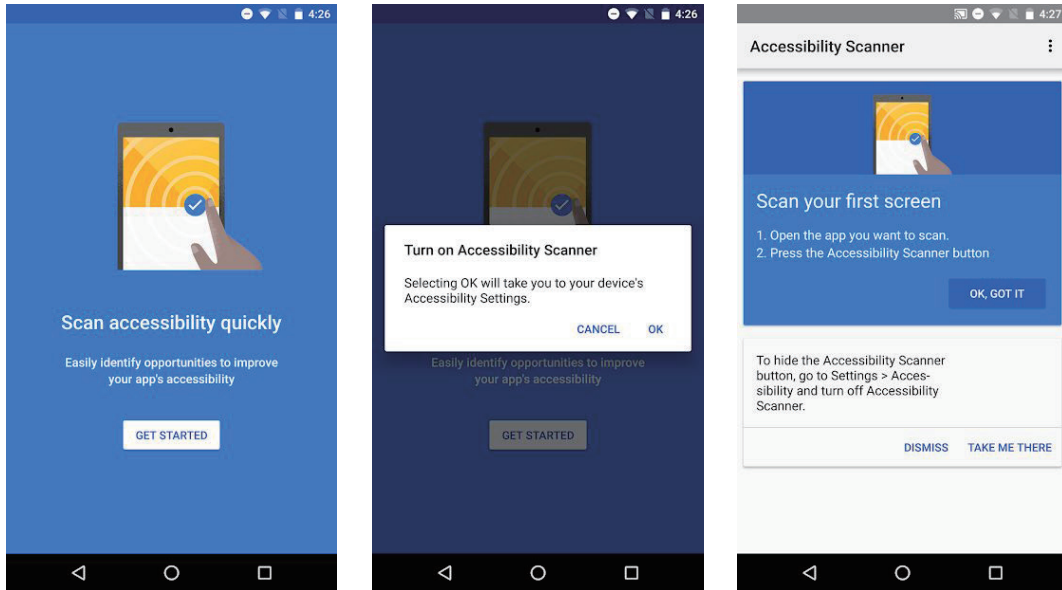 4:26
Scan accessibility quickly
Easily identify opportunities to improve
your app's accessibility
GET STARTED
4:26
Turn on Accessibility Scanner
Selecting OK will take you to your device's
Accessibility Settings.
CANCEL OK
Easily identify opportunities to improve
your app's accessibility
GET STARTED
4:27
Accessibility Scanner
Scan your first screen
1. Open the app you want to scan.
2. Press the Accessibility Scanner button
OK, GOT IT
To hide the Accessibility Scanner
button, go to Settings > Acces-
sibility and turn off Accessibility
Scanner.
DISMISS TAKE ME THERE